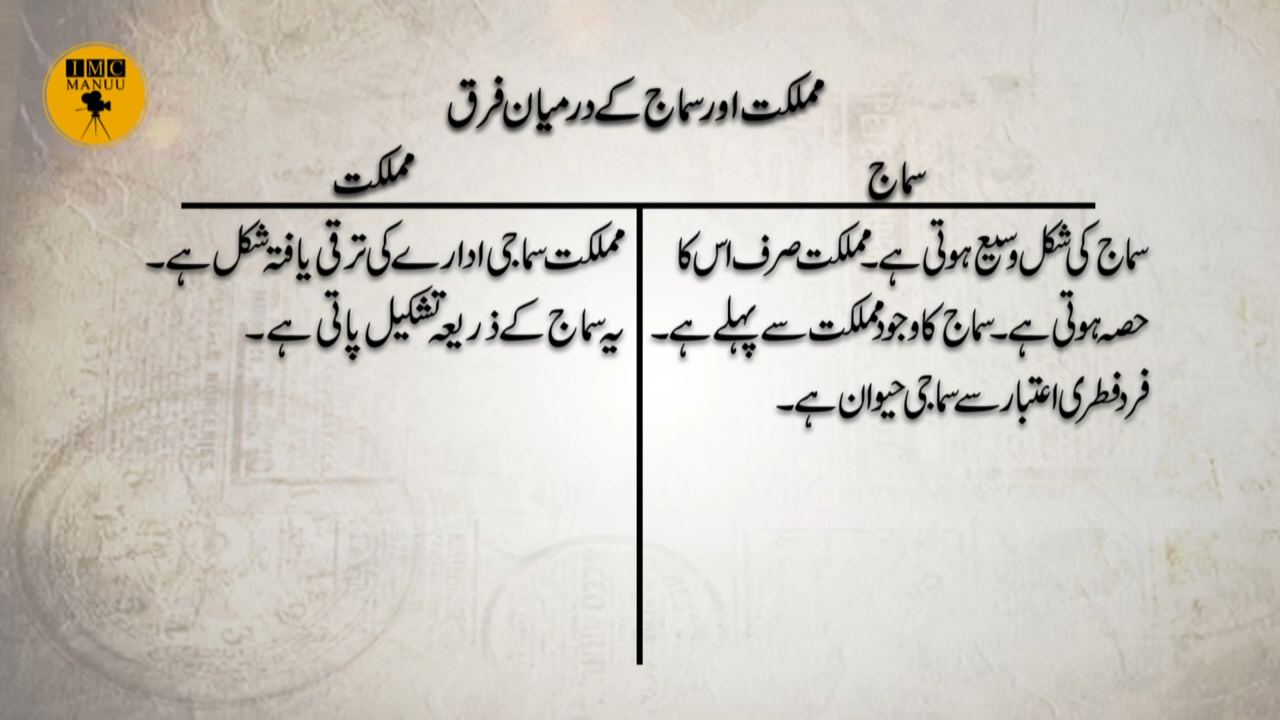 IMC
MANUU
مملکت اور سماج کے درمیان فرق
سماج
مملکت
سماج کی شکل وسیع ہوتی ہے۔ مملکت صرف اس کا
حصہ ہوتی ہے۔ سماج کا وجود مملکت سے پہلے ہے۔
فرد فطری اعتبار سے سماجی حیوان ہے۔
مملکت سماجی ادارے کی ترقی یافتہ شکل ہے۔
یہ سماج کے ذریعہ تشکیل پاتی ہے۔